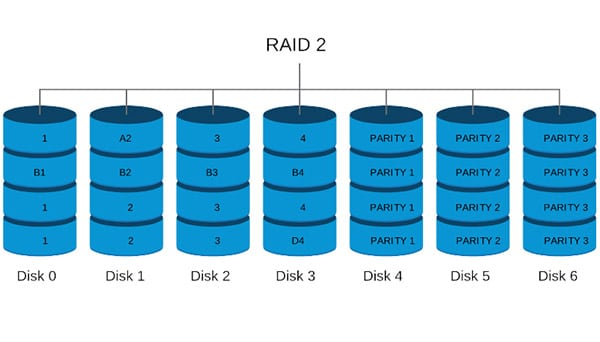 RAID 2
1 A2 3 4 PARITY 1 PARITY 2 PARITY 3
B1 B2 B3 B4 PARITY 1 PARITY 2 PARITY 3
1 2 3 4 PARITY 1 PARITY 2 PARITY 3
1 2 3 D4 PARITY 1 PARITY 2 PARITY 3
Disk 0 Disk 1 Disk 2 Disk 3 Disk 4 Disk 5 Disk 6